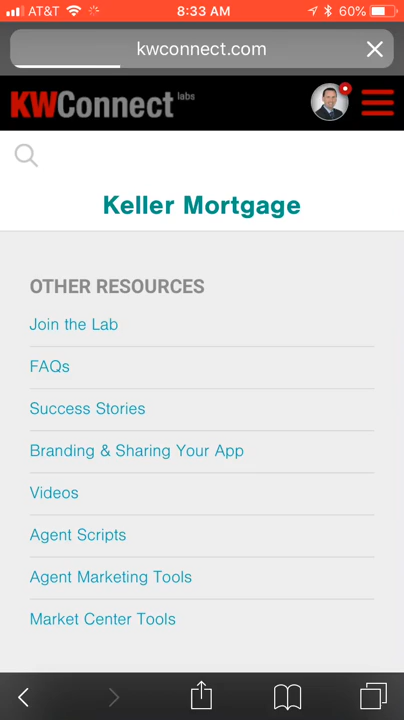 AT&T 8:33 AM 60%
kwconnect.com
KWConnect labs
Keller Mortgage
OTHER RESOURCES
Join the Lab
FAQs
Success Stories
Branding & Sharing Your App
Videos
Agent Scripts
Agent Marketing Tools
Market Center Tools